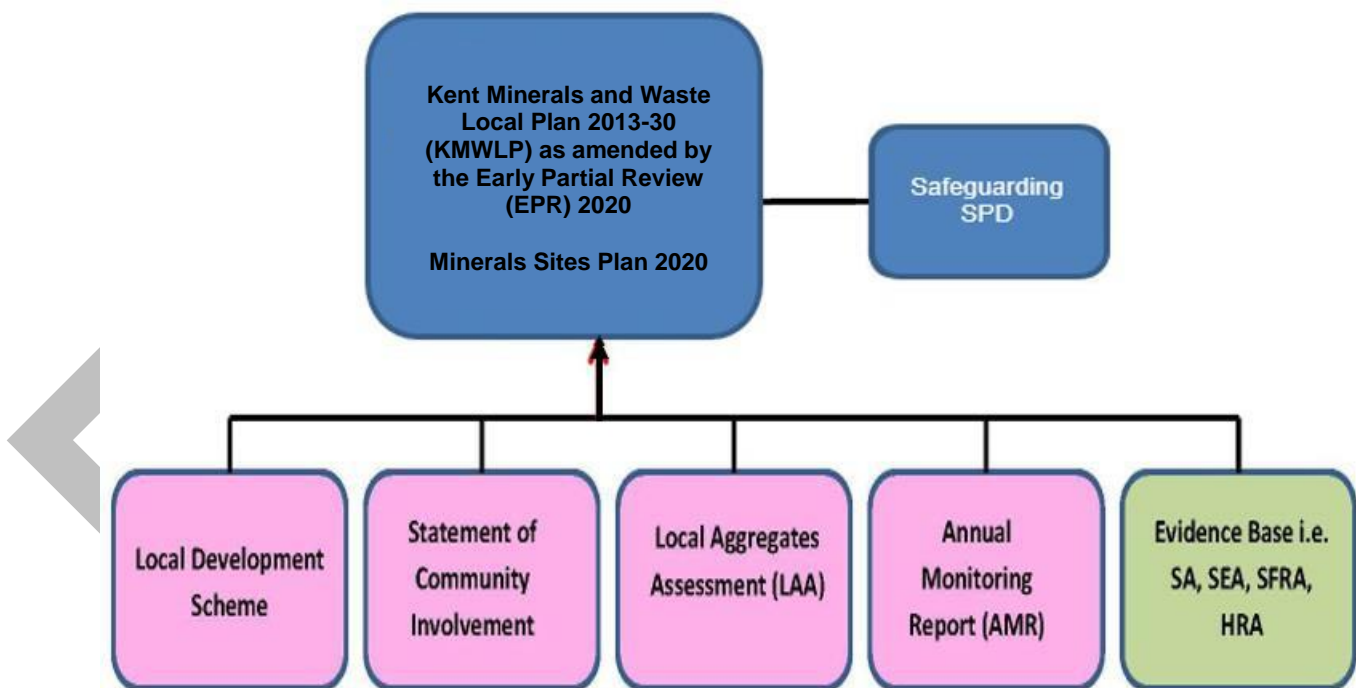 Kent Minerals and Waste
Local Plan 2013-30
(KMWLP) as amended by
the Early Partial Review
(EPR) 2020
Minerals Sites Plan 2020
Safeguarding
SPD
Local Development
Scheme
Statement of
Community
Involvement
Local Aggregates
Assessment (LAA)
Annual
Monitoring
Report (AMR)
Evidence Base i.e.
SA, SEA, SFRA,
HRA